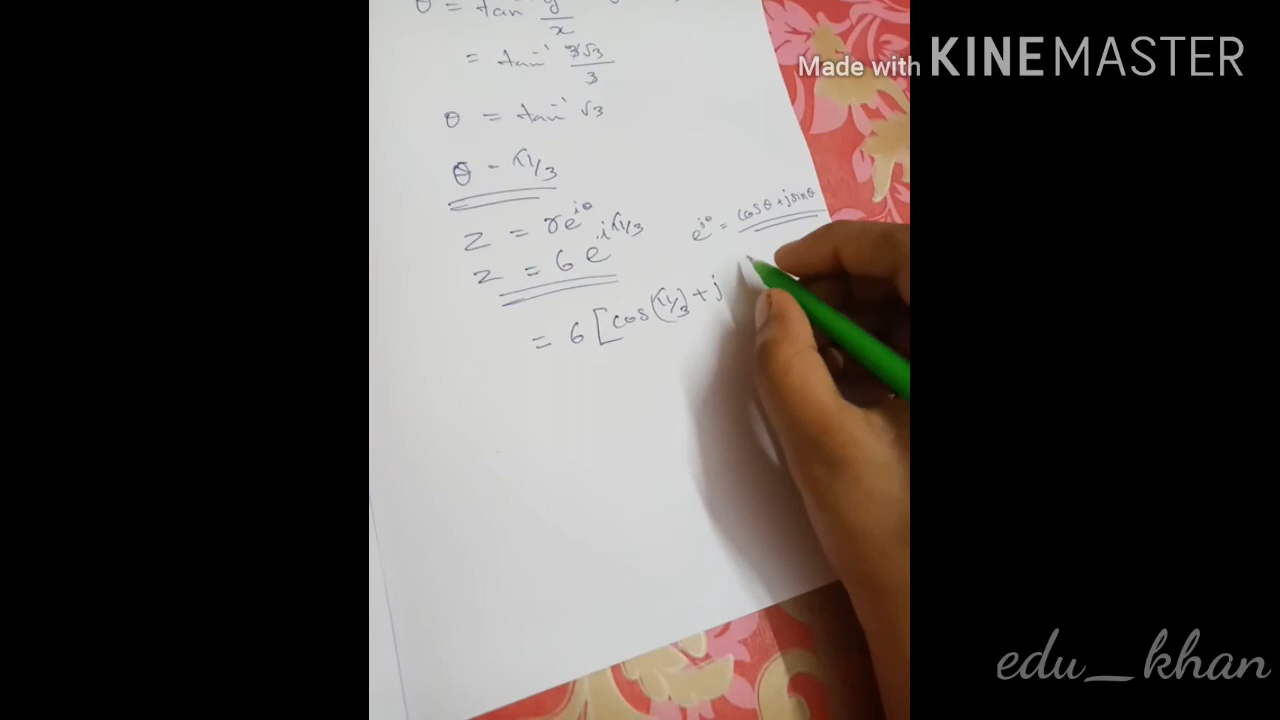 θ = tan⁻¹ y/x
= tan⁻¹ 3√3/3
θ = tan⁻¹ √3
θ = π/3
z = re^iθ
z = 6 e^iπ/3
e^jθ = cosθ + jsinθ
= 6 [cos(π/3) + j
Made with KINEMASTER
edu_khan